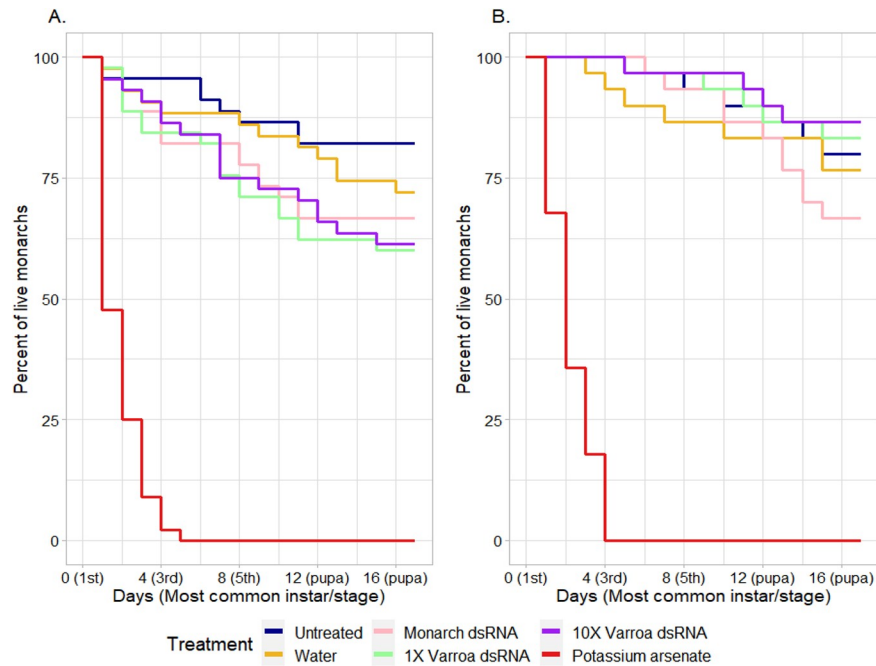 A.
B.
Percent of live monarchs
100
75
50
25
0
0 (1st) 4 (3rd) 8 (5th) 12 (pupa) 16 (pupa)
Days (Most common instar/stage)
Percent of live monarchs
100
75
50
25
0
0 (1st) 4 (3rd) 8 (5th) 12 (pupa) 16 (pupa)
Days (Most common instar/stage)
Treatment
Untreated Monarch dsRNA 10X Varroa dsRNA
Water 1X Varroa dsRNA Potassium arsenate